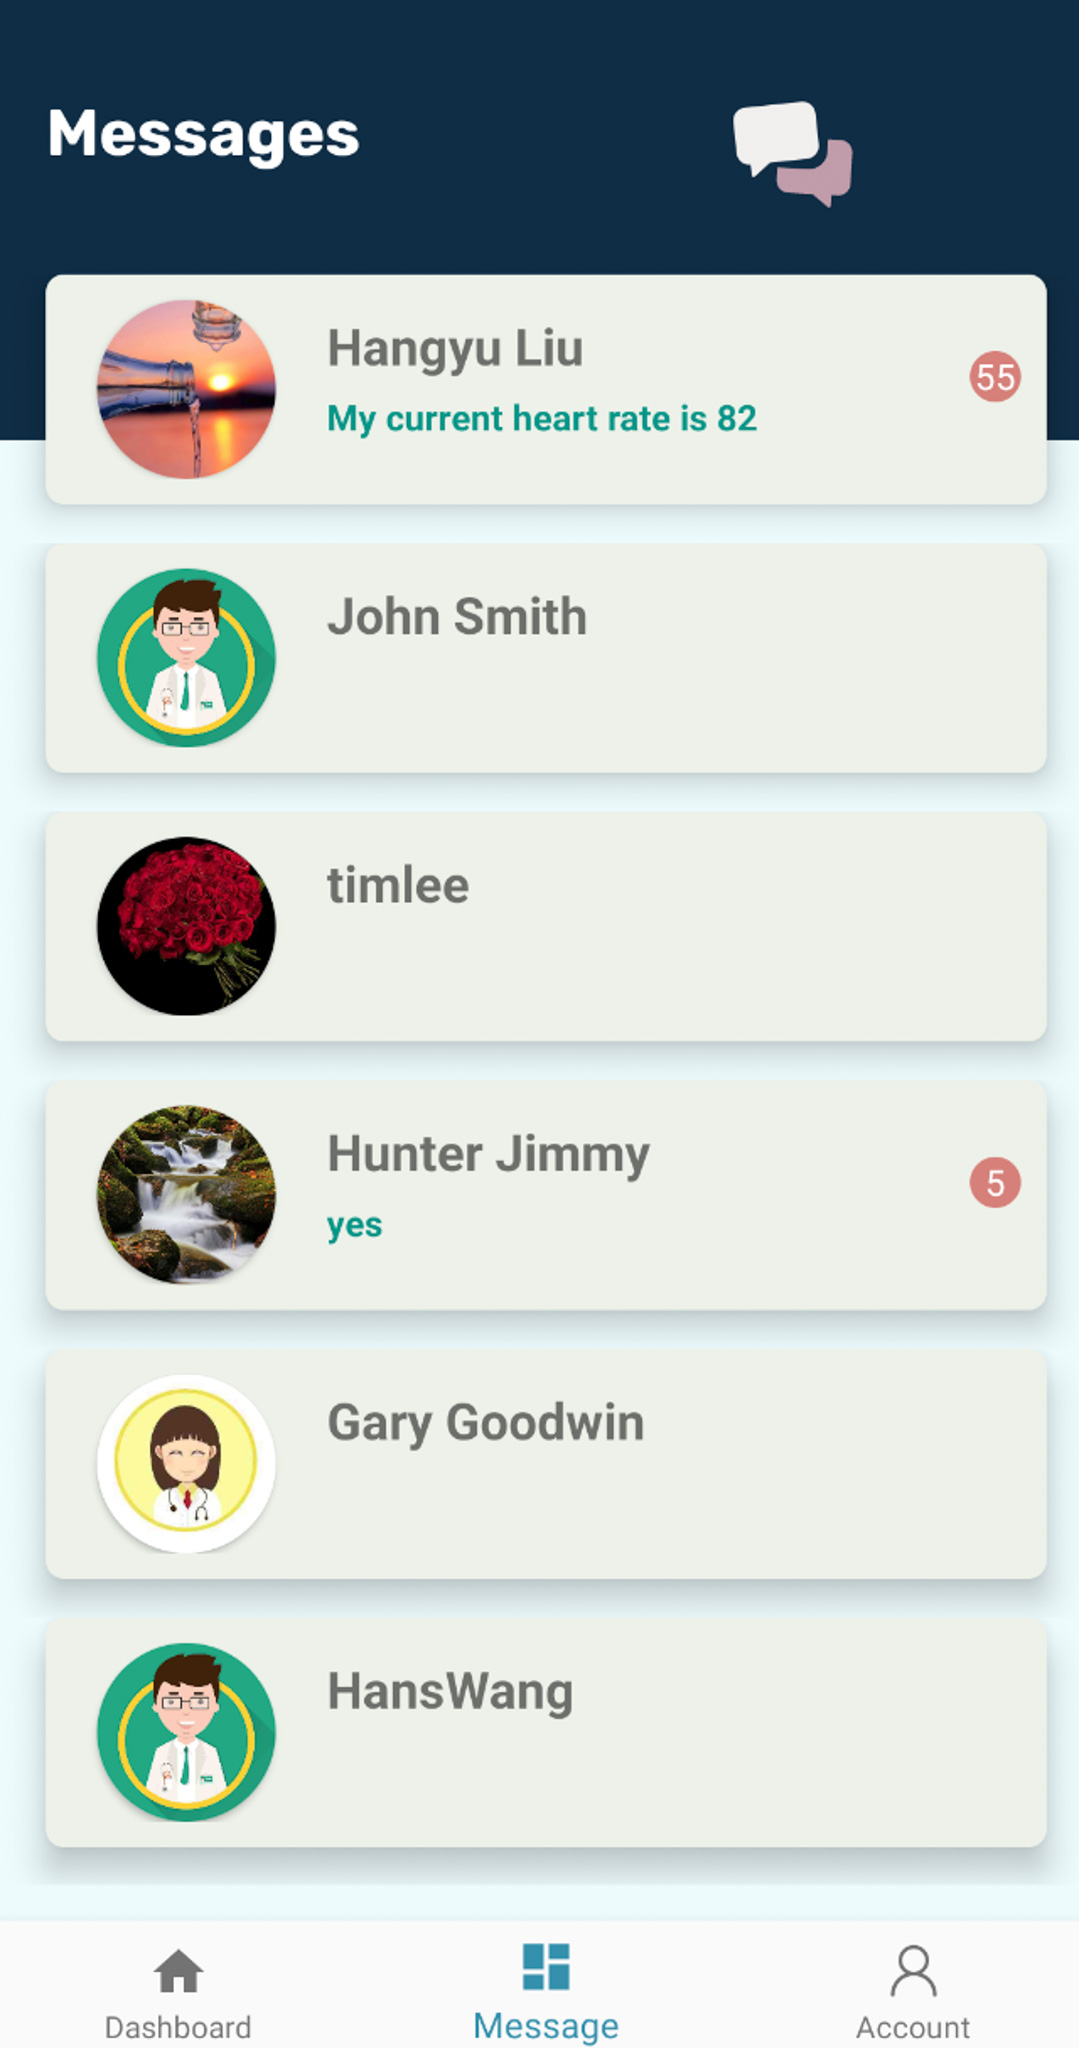 Messages
Hangyu Liu
55
My current heart rate is 82
John Smith
timlee
Hunter Jimmy
5
yes
Gary Goodwin
HansWang
Dashboard
Message
Account